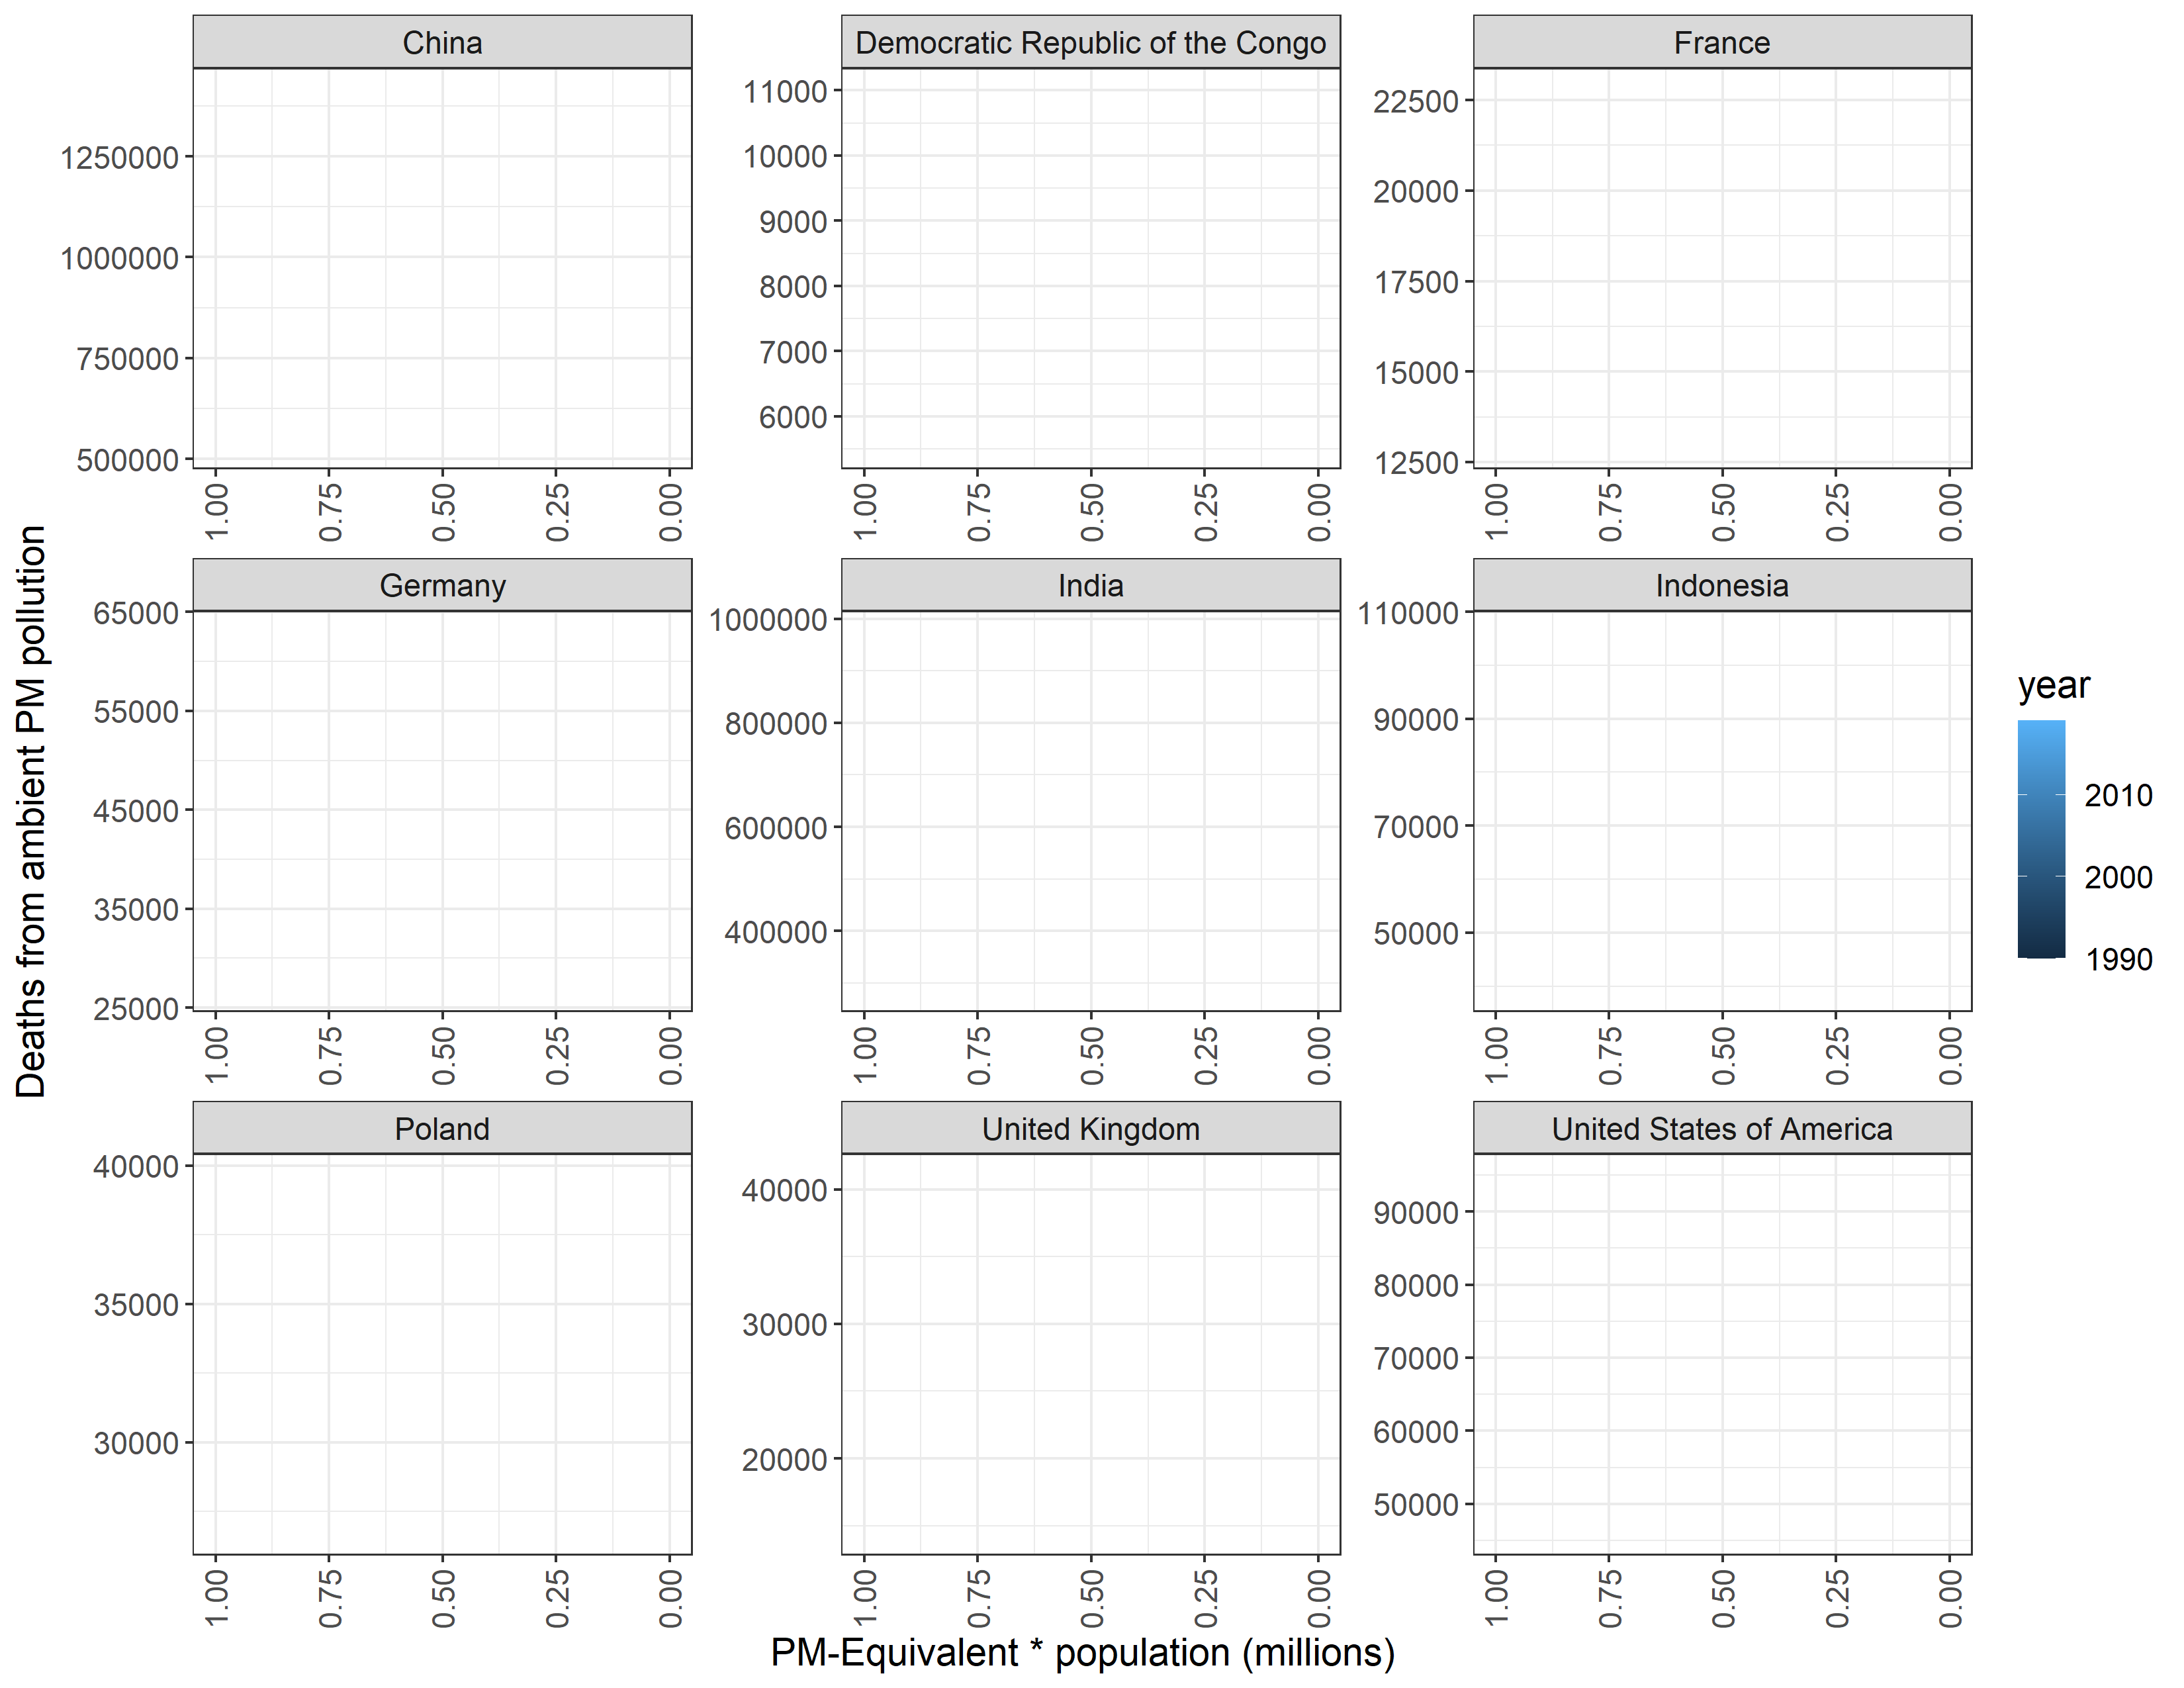 China
Democratic Republic of the Congo
France
1250000
1000000
750000
500000
11000
10000
9000
8000
7000
6000
22500
20000
17500
15000
12500
1.00 0.75 0.50 0.25 0.00
1.00 0.75 0.50 0.25 0.00
1.00 0.75 0.50 0.25 0.00
Deaths from ambient PM pollution
Germany
India
Indonesia
65000
55000
45000
35000
25000
1000000
800000
600000
400000
110000
90000
70000
50000
1.00 0.75 0.50 0.25 0.00
1.00 0.75 0.50 0.25 0.00
1.00 0.75 0.50 0.25 0.00
year
2010
2000
1990
Poland
United Kingdom
United States of America
40000
35000
30000
40000
30000
20000
90000
80000
70000
60000
50000
1.00 0.75 0.50 0.25 0.00
1.00 0.75 0.50 0.25 0.00
1.00 0.75 0.50 0.25 0.00
PM-Equivalent * population (millions)